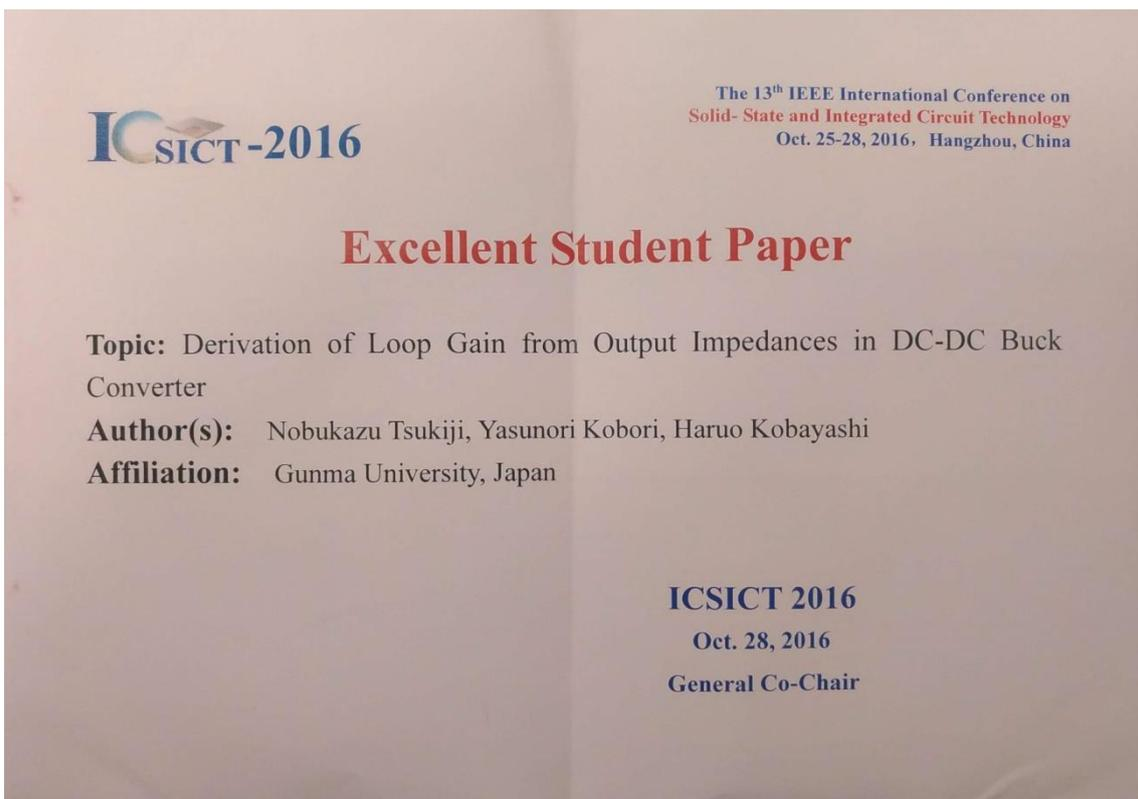 ICSICT-2016
The 13th IEEE International Conference on
Solid- State and Integrated Circuit Technology
Oct. 25-28, 2016, Hangzhou, China
Excellent Student Paper
Topic: Derivation of Loop Gain from Output Impedances in DC-DC Buck
Converter
Author(s): Nobukazu Tsukiji, Yasunori Kobori, Haruo Kobayashi
Affiliation: Gunma University, Japan
ICSICT 2016
Oct. 28, 2016
General Co-Chair